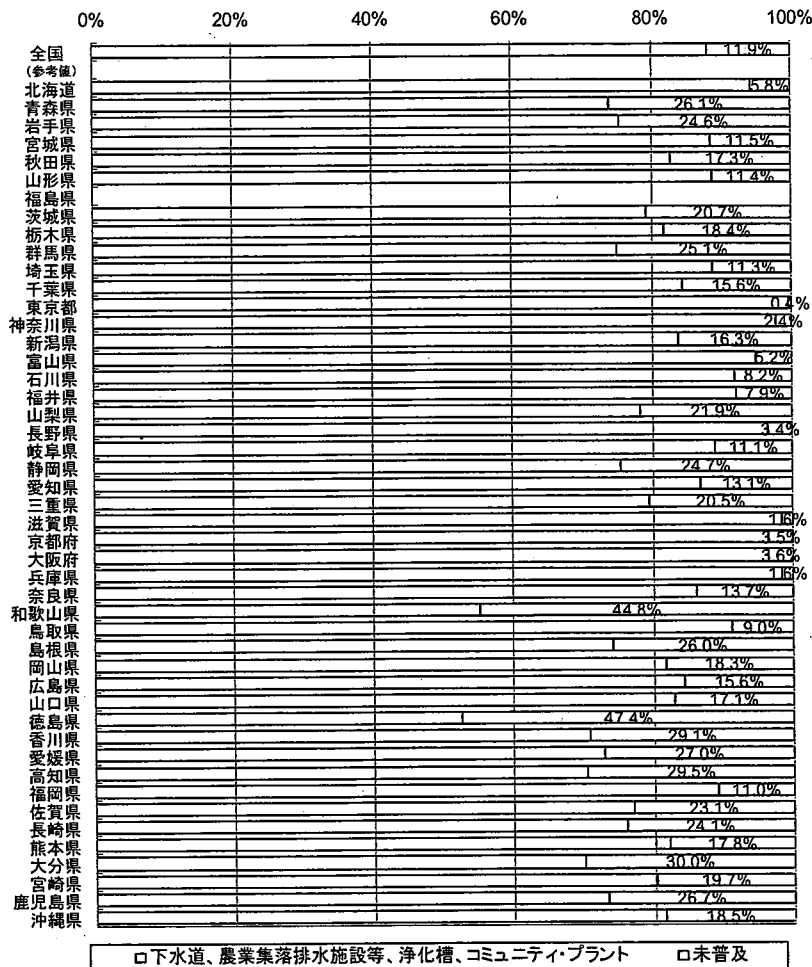 0% 20% 40% 60% 80% 100%
全国 11.9%
(参考値)
北海道 5.8%
青森県 26.1%
岩手県 24.6%
宮城県 11.5%
秋田県 17.3%
山形県 11.4%
福島県
茨城県 20.7%
栃木県 18.4%
群馬県 25.1%
埼玉県 11.3%
千葉県 15.6%
東京都 0.4%
神奈川県 2.4%
新潟県 16.3%
富山県 5.2%
石川県 8.2%
福井県 7.9%
山梨県 21.9%
長野県 3.4%
岐阜県 11.1%
静岡県 24.7%
愛知県 13.1%
三重県 20.5%
滋賀県 1.6%
京都府 3.5%
大阪府 3.6%
兵庫県 1.6%
奈良県 13.7%
和歌山県 44.8%
鳥取県 9.0%
島根県 26.0%
岡山県 18.3%
広島県 15.6%
山口県 17.1%
徳島県 47.4%
香川県 29.1%
愛媛県 27.0%
高知県 29.5%
福岡県 11.0%
佐賀県 23.1%
長崎県 24.1%
熊本県 17.8%
大分県 30.0%
宮崎県 19.7%
鹿児島県 26.7%
沖縄県 18.5%
□下水道、農業集落排水施設等、浄化槽、コミュニティ・プラント □未普及